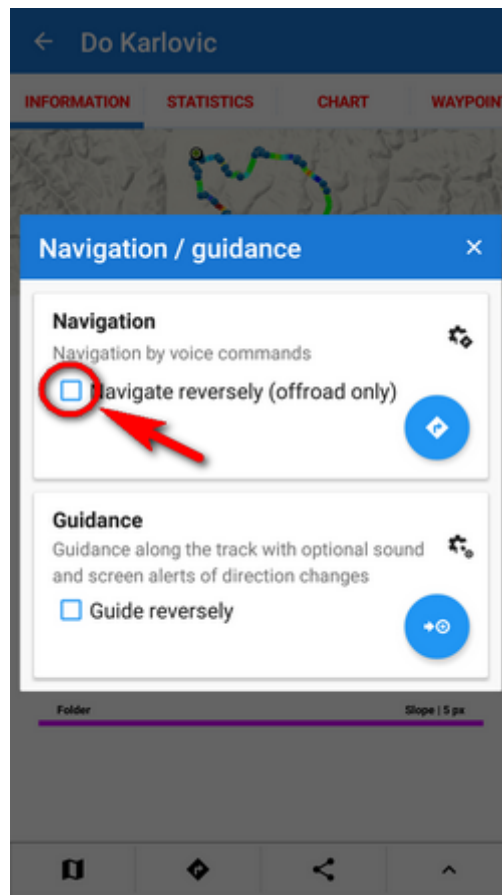 Do Karlovic
INFORMATION STATISTICS CHART WAYPOIN
Navigation / guidance
Navigation
Navigation by voice commands
Navigate reversely (offroad only)
Guidance
Guidance along the track with optional sound
and screen alerts of direction changes
Guide reversely
Folder Slope | 5 px